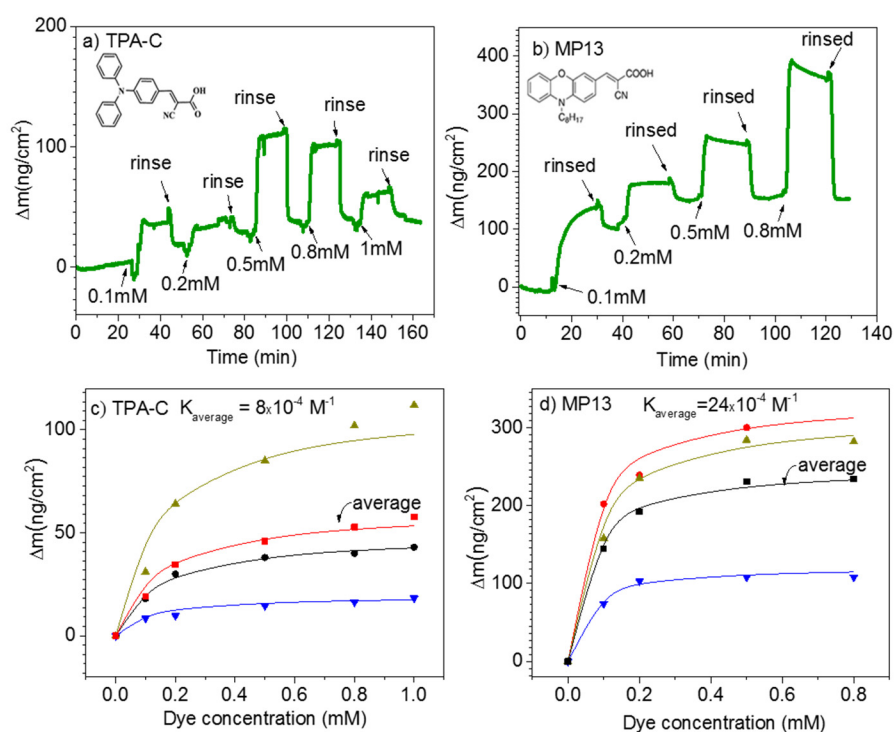 a) TPA-C
200
100
0
Δm(ng/cm²)
rinse
rinse
rinse
rinse
rinse
N
NC
OH
O
0.1mM
0.2mM
0.5mM
0.8mM
1mM
0 20 40 60 80 100 120 140 160
Time (min)
b) MP13
400
300
200
100
0
Δm(ng/cm²)
O
N
C₈H₁₇
COOH
CN
rinsed
rinsed
rinsed
rinsed
0.1mM
0.2mM
0.5mM
0.8mM
0 20 40 60 80 100 120 140
Time (min)
c) TPA-C K_average = 8x10⁻⁴ M⁻¹
100
50
0
Δm(ng/cm²)
average
0.0 0.2 0.4 0.6 0.8 1.0
Dye concentration (mM)
d) MP13 K_average =24x10⁻⁴ M⁻¹
300
200
100
0
Δm(ng/cm²)
average
0.0 0.2 0.4 0.6 0.8
Dye concentration (mM)